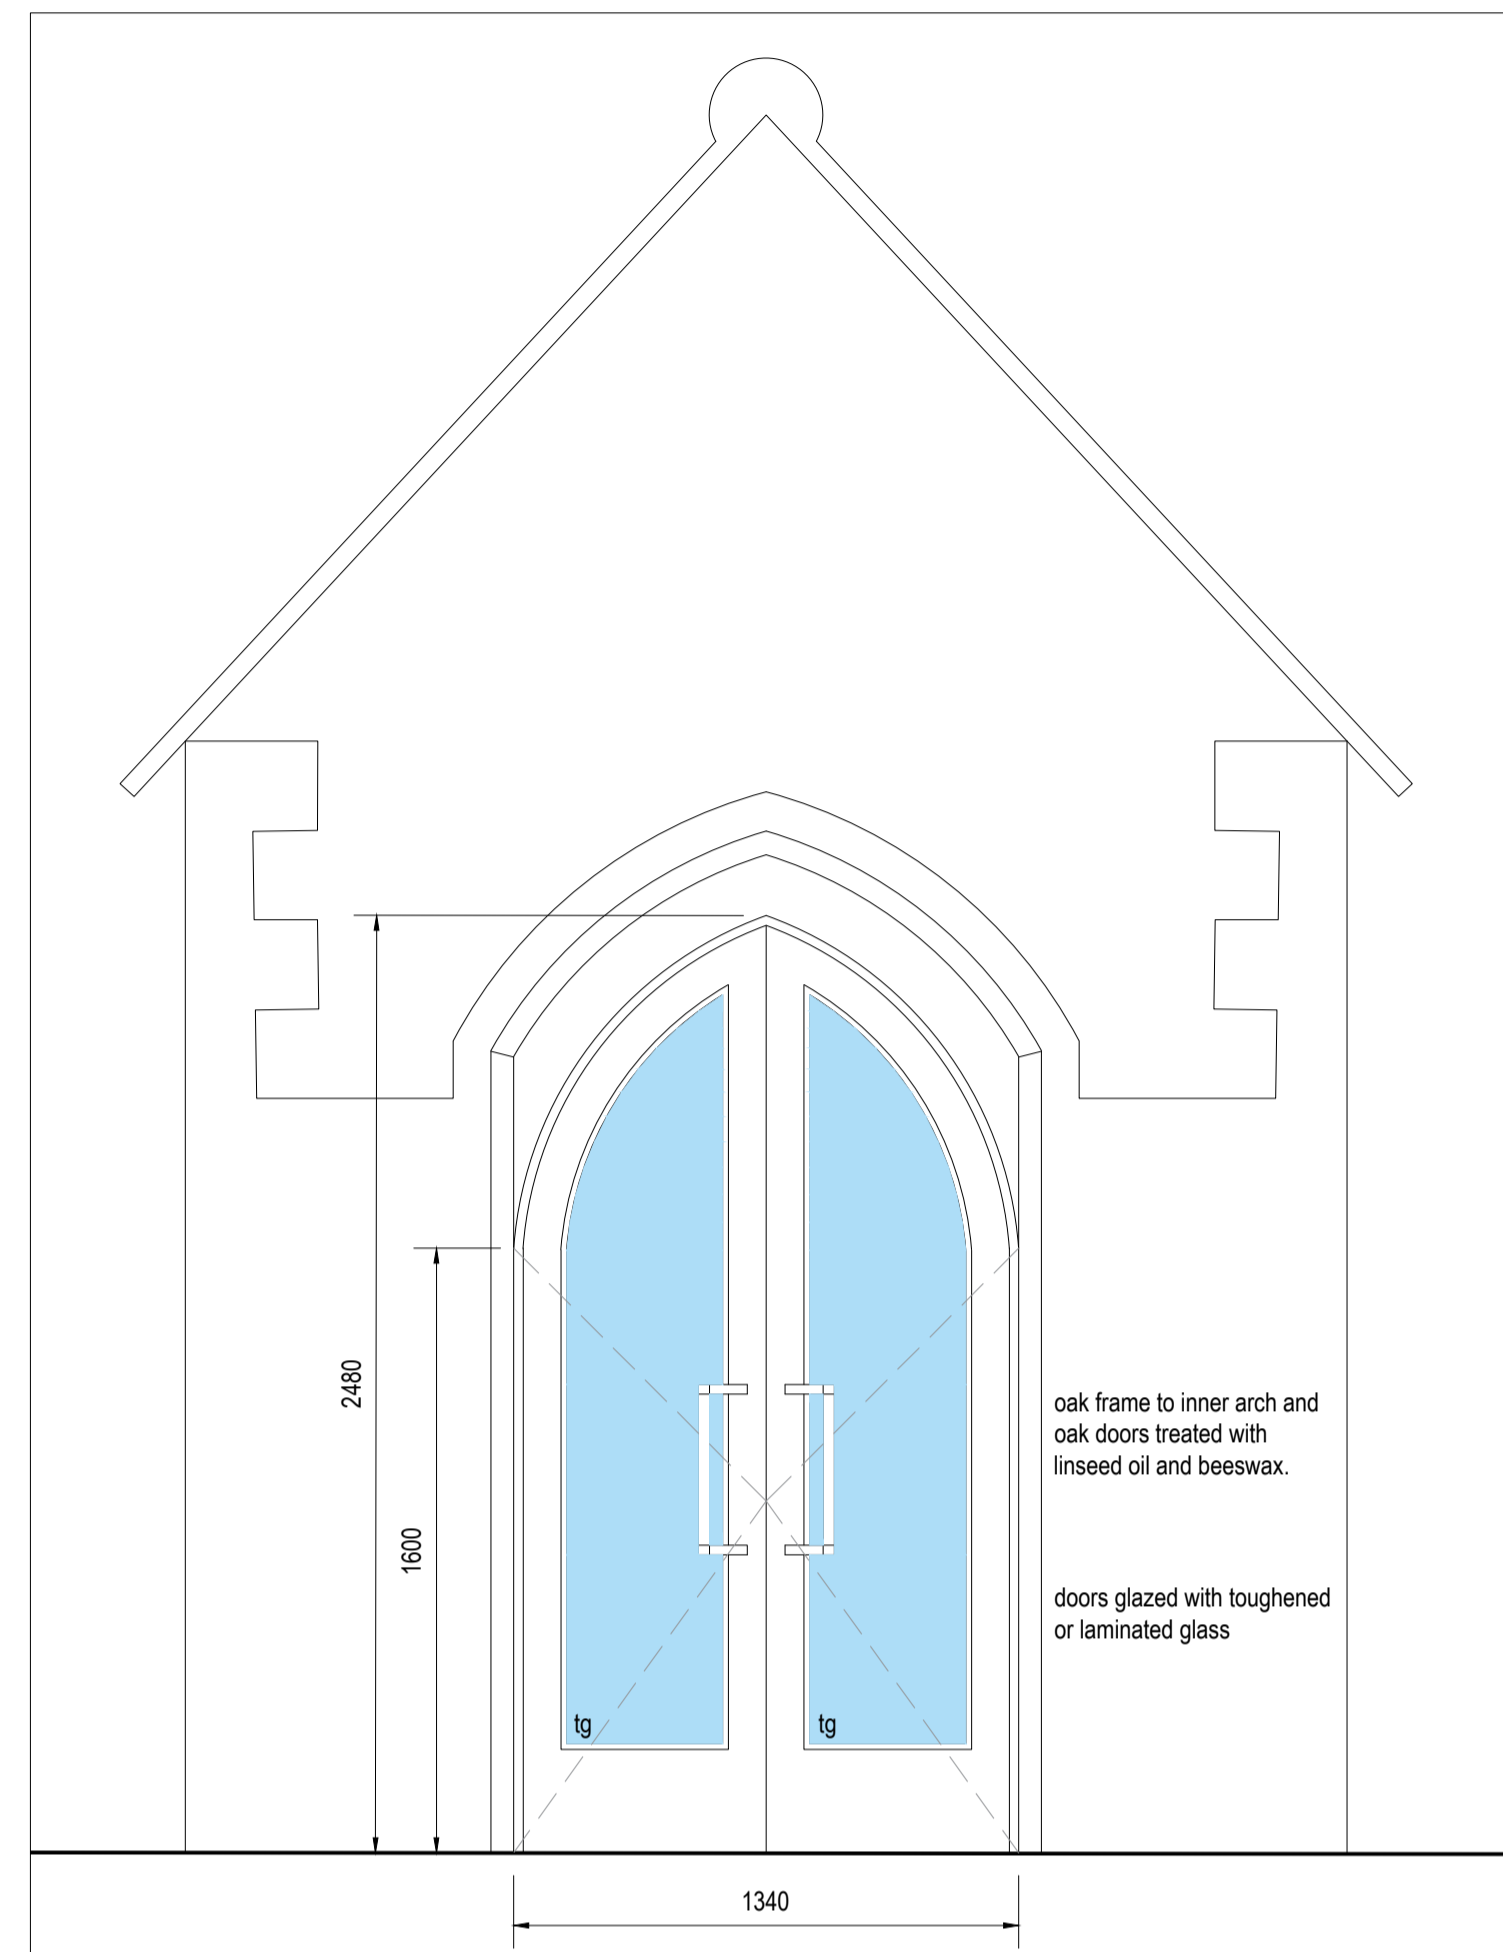 2480
1600
oak frame to inner arch and
oak doors treated with
linseed oil and beeswax.
doors glazed with toughened
or laminated glass
tg
tg
1340